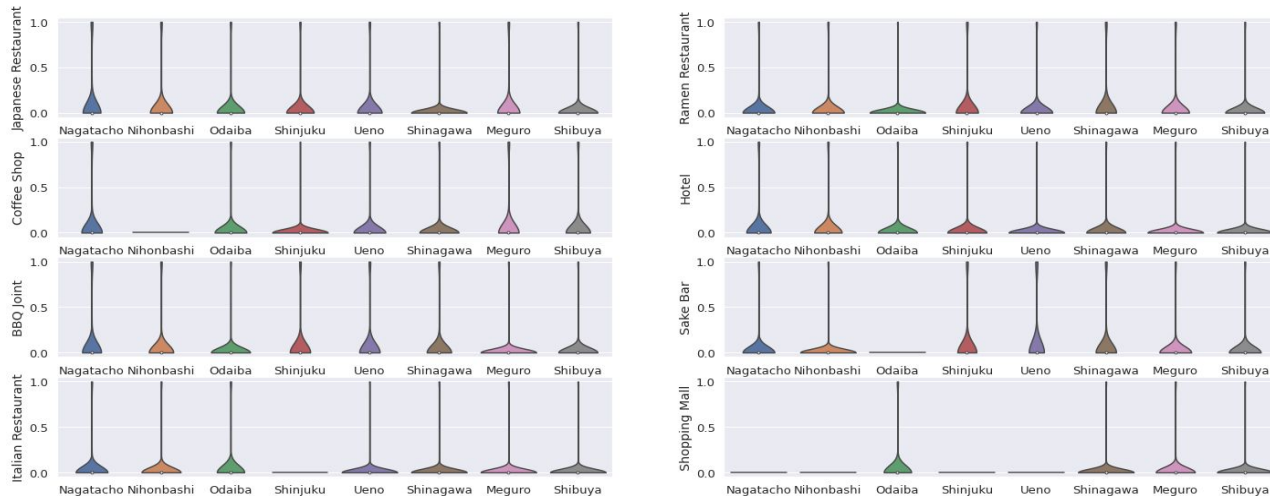 Japanese Restaurant
1.0
0.5
0.0
Nagatacho Nihonbashi Odaiba Shinjuku Ueno Shinagawa Meguro Shibuya
Ramen Restaurant
1.0
0.5
0.0
Nagatacho Nihonbashi Odaiba Shinjuku Ueno Shinagawa Meguro Shibuya
Coffee Shop
1.0
0.5
0.0
Nagatacho Nihonbashi Odaiba Shinjuku Ueno Shinagawa Meguro Shibuya
Hotel
1.0
0.5
0.0
Nagatacho Nihonbashi Odaiba Shinjuku Ueno Shinagawa Meguro Shibuya
BBQ Joint
1.0
0.5
0.0
Nagatacho Nihonbashi Odaiba Shinjuku Ueno Shinagawa Meguro Shibuya
Sake Bar
1.0
0.5
0.0
Nagatacho Nihonbashi Odaiba Shinjuku Ueno Shinagawa Meguro Shibuya
Italian Restaurant
1.0
0.5
0.0
Nagatacho Nihonbashi Odaiba Shinjuku Ueno Shinagawa Meguro Shibuya
Shopping Mall
1.0
0.5
0.0
Nagatacho Nihonbashi Odaiba Shinjuku Ueno Shinagawa Meguro Shibuya